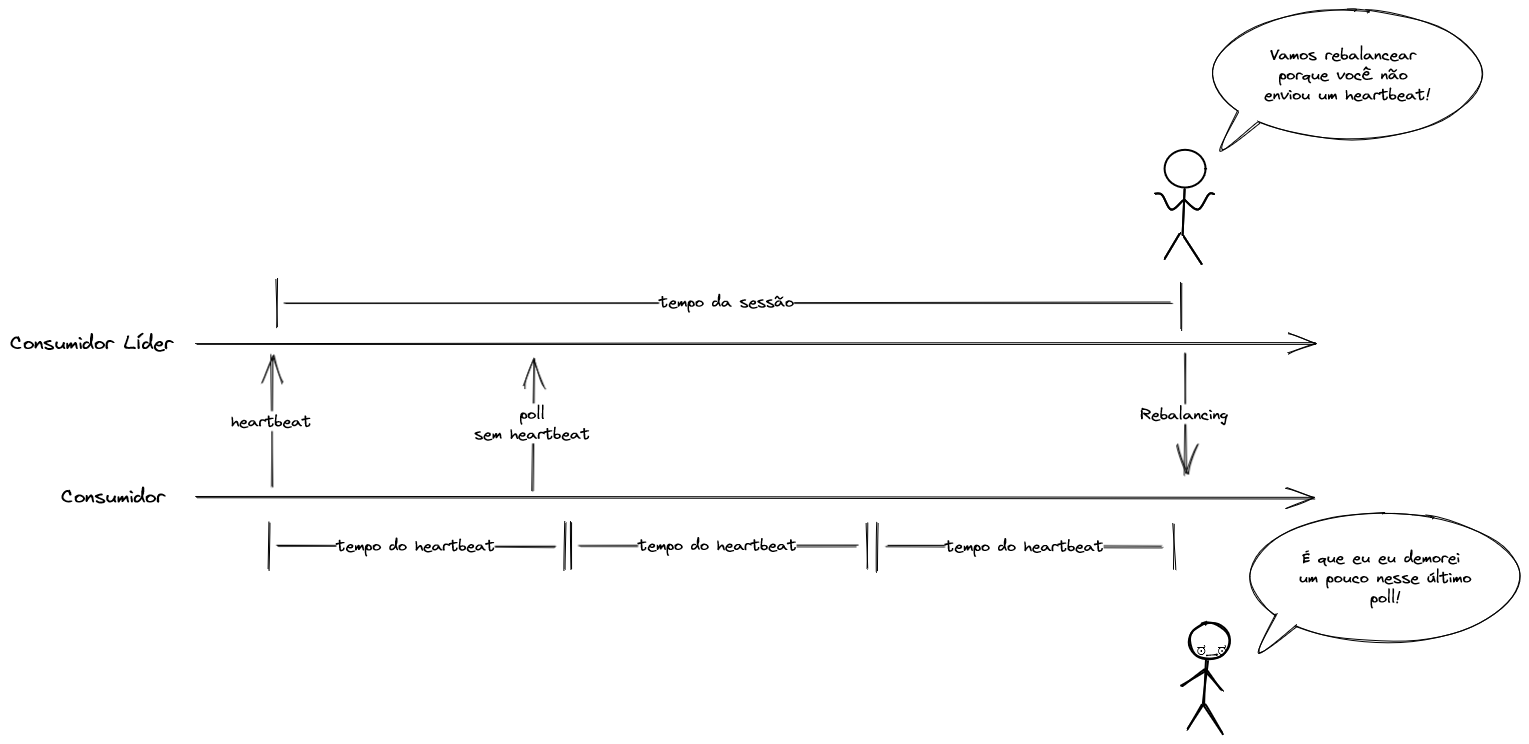 Vamos rebalancear
porque você não
enviou um heartbeat!
tempo da sessão
Consumidor Líder
heartbeat
poll
sem heartbeat
Rebalancing
Consumidor
tempo do heartbeat
tempo do heartbeat
tempo do heartbeat
É que eu eu demorei
um pouco nesse último
poll!